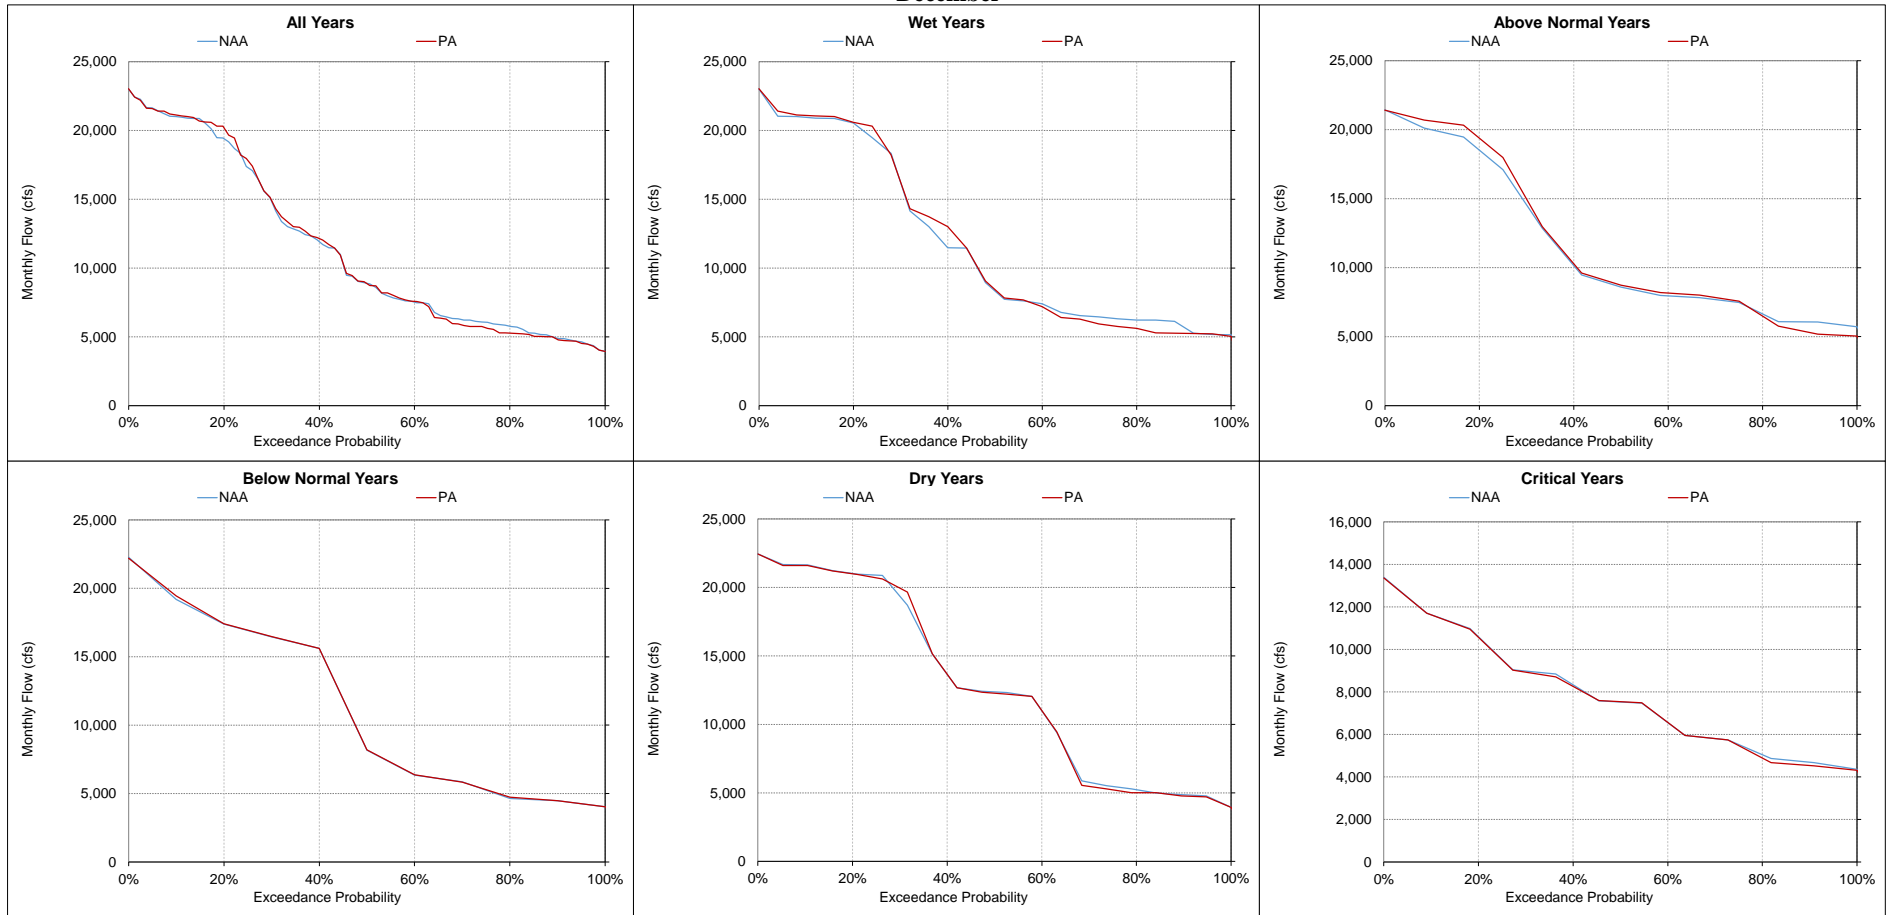 December
All Years
NAA PA
25,000
20,000
15,000
10,000
5,000
0
Monthly Flow (cfs)
0% 20% 40% 60% 80% 100%
Exceedance Probability
Wet Years
NAA PA
25,000
20,000
15,000
10,000
5,000
0
Monthly Flow (cfs)
0% 20% 40% 60% 80% 100%
Exceedance Probability
Above Normal Years
NAA PA
25,000
20,000
15,000
10,000
5,000
0
Monthly Flow (cfs)
0% 20% 40% 60% 80% 100%
Exceedance Probability
Below Normal Years
NAA PA
25,000
20,000
15,000
10,000
5,000
0
Monthly Flow (cfs)
0% 20% 40% 60% 80% 100%
Exceedance Probability
Dry Years
NAA PA
25,000
20,000
15,000
10,000
5,000
0
Monthly Flow (cfs)
0% 20% 40% 60% 80% 100%
Exceedance Probability
Critical Years
NAA PA
16,000
14,000
12,000
10,000
8,000
6,000
4,000
2,000
0
Monthly Flow (cfs)
0% 20% 40% 60% 80% 100%
Exceedance Probability